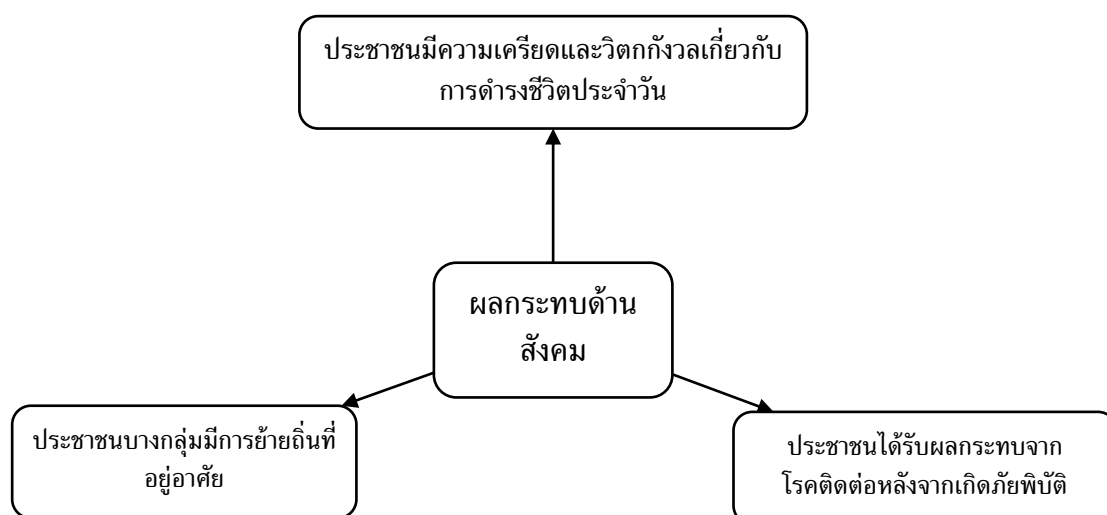 ประชาชนมีความเครียดและวิตกกังวลเกี่ยวกับ
การดำรงชีวิตประจำวัน
ผลกระทบด้าน
สังคม
ประชาชนบางกลุ่มมีการย้ายถิ่นที่
อยู่อาศัย
ประชาชนได้รับผลกระทบจาก
โรคติดต่อหลังจากเกิดภัยพิบัติ